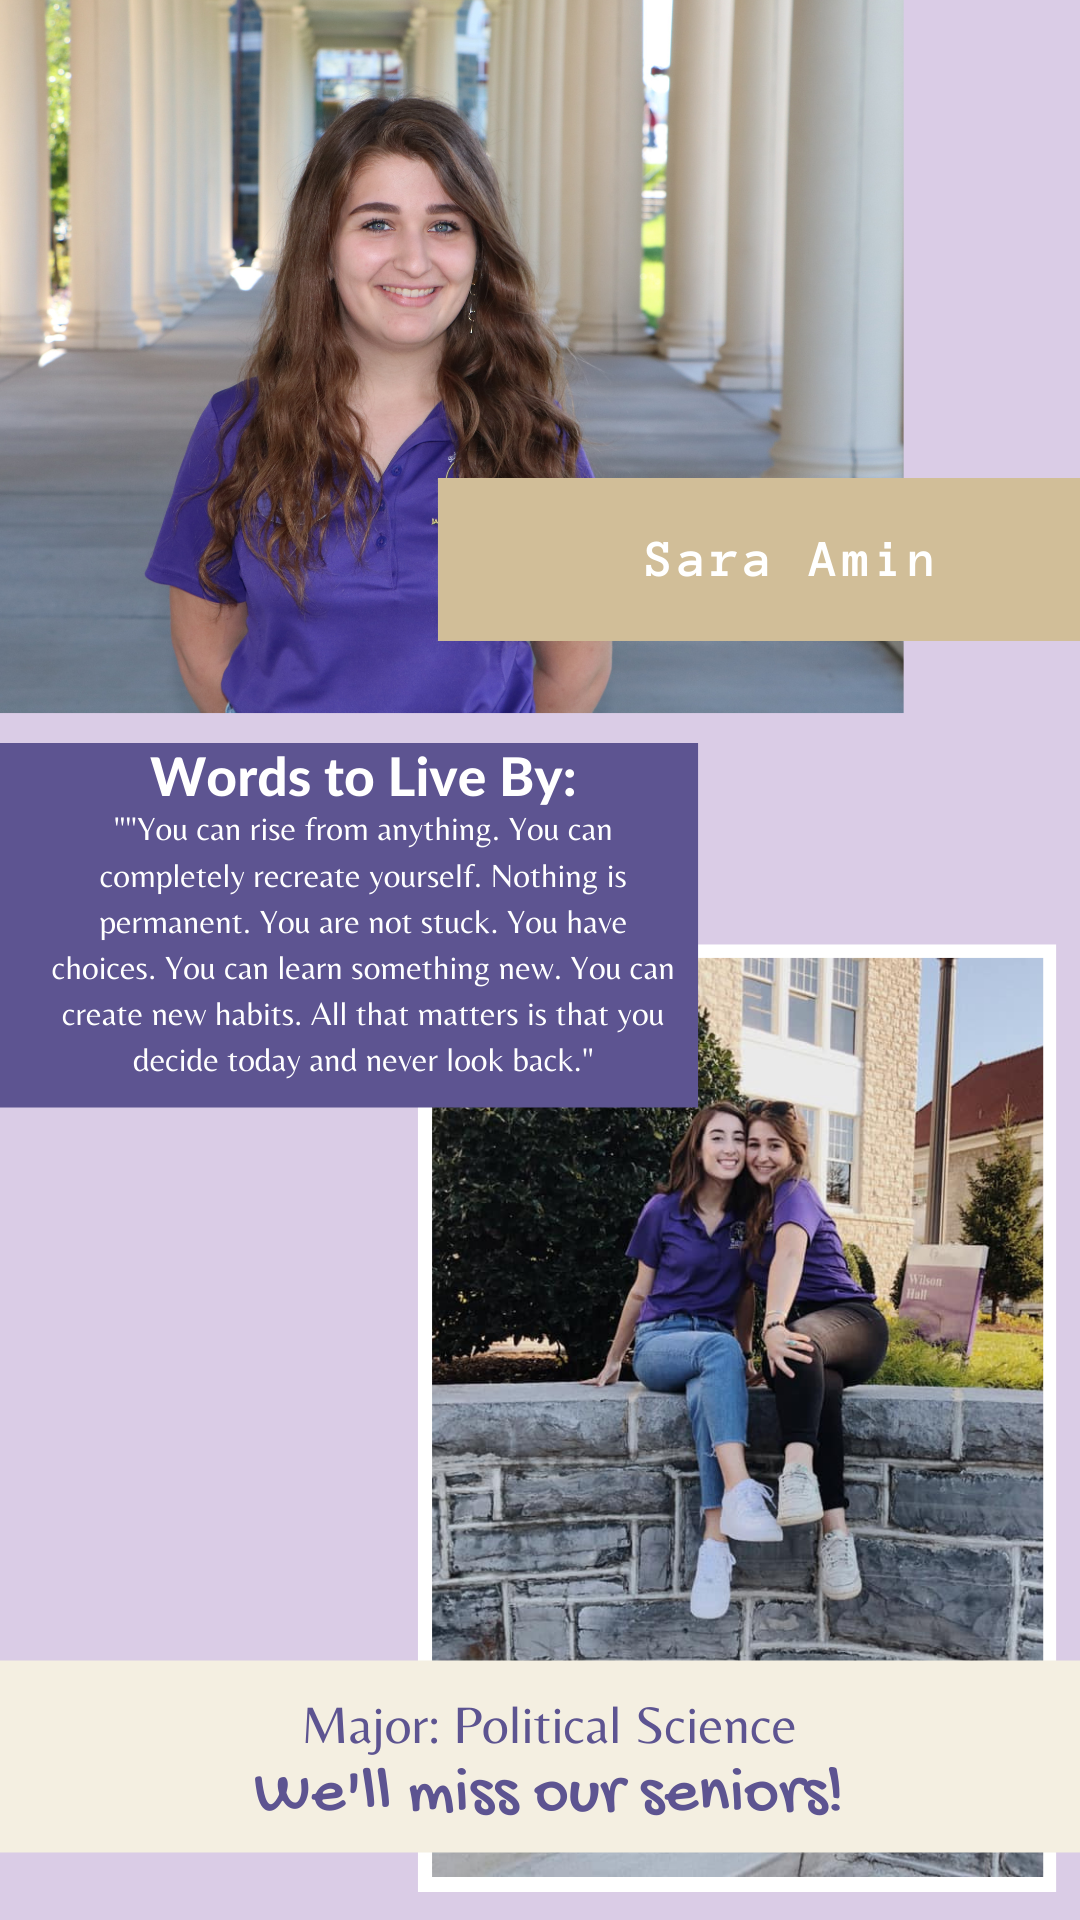 Sara Amin
Words to Live By:
""You can rise from anything. You can
completely recreate yourself. Nothing is
permanent. You are not stuck. You have
choices. You can learn something new. You can
create new habits. All that matters is that you
decide today and never look back."
Wilson
Hall
Major: Political Science
We'll miss our seniors!